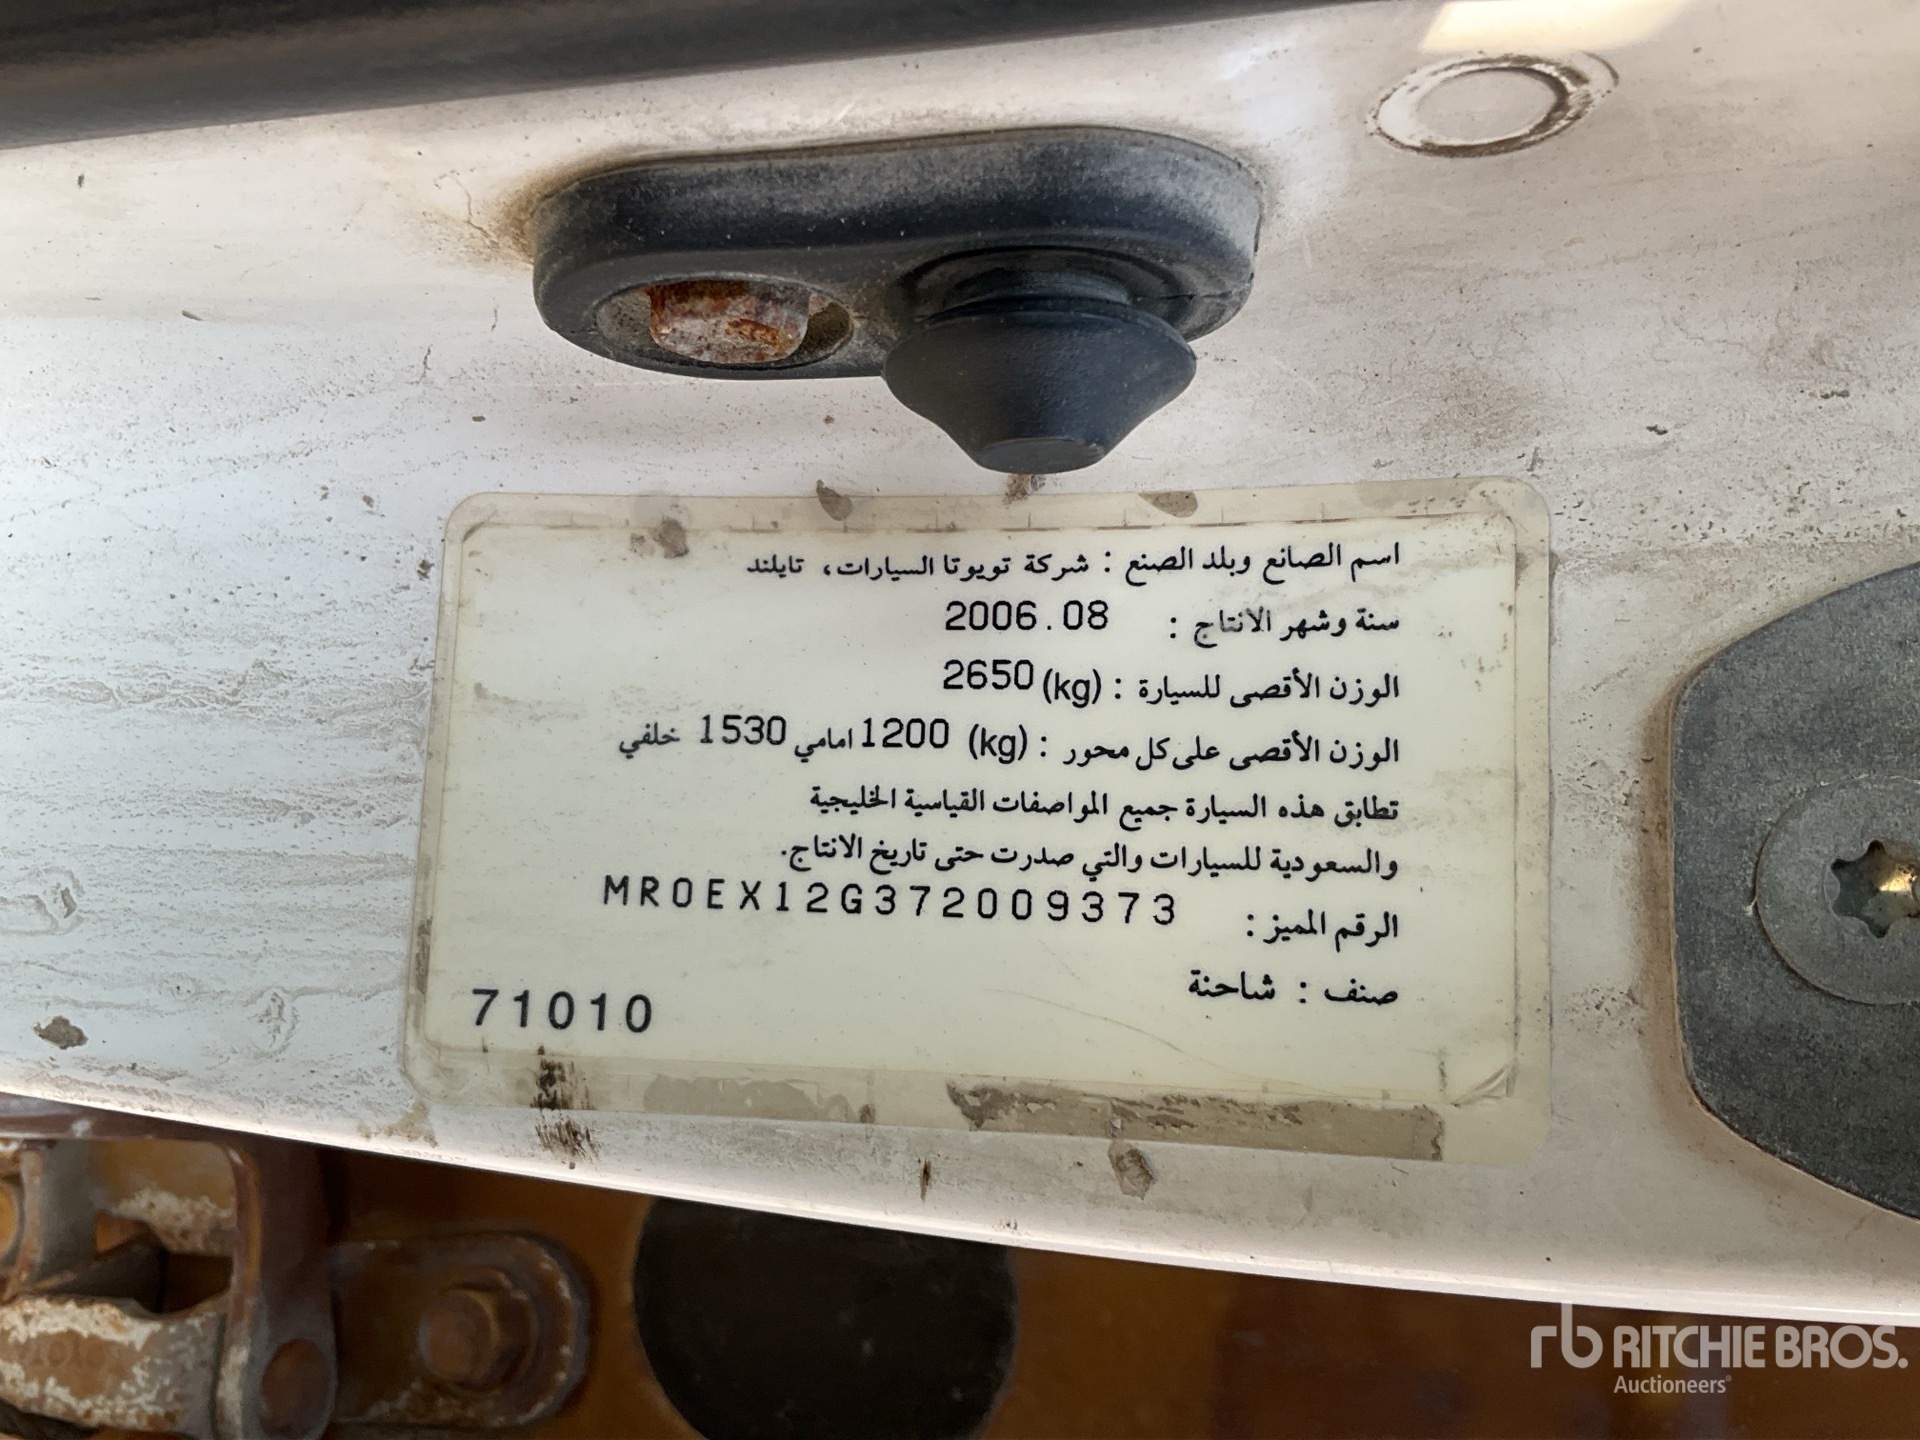 اسم الصانع وبلد الصنع : شركة تويوتا السيارات، تايلند
سنة وشهر الانتاج : 2006.08
الوزن الأقصى للسيارة : (kg) 2650
الوزن الأقصى على كل محور : (kg) 1200 امامي 1530 خلفي
تطابق هذه السيارة جميع المواصفات القياسية الخليجية
والسعودية للسيارات والتي صدرت حتى تاريخ الانتاج.
الرقم المميز : MR0EX12G372009373
صنف : شاحنة
71010
rb RITCHIE BROS.
Auctioneers